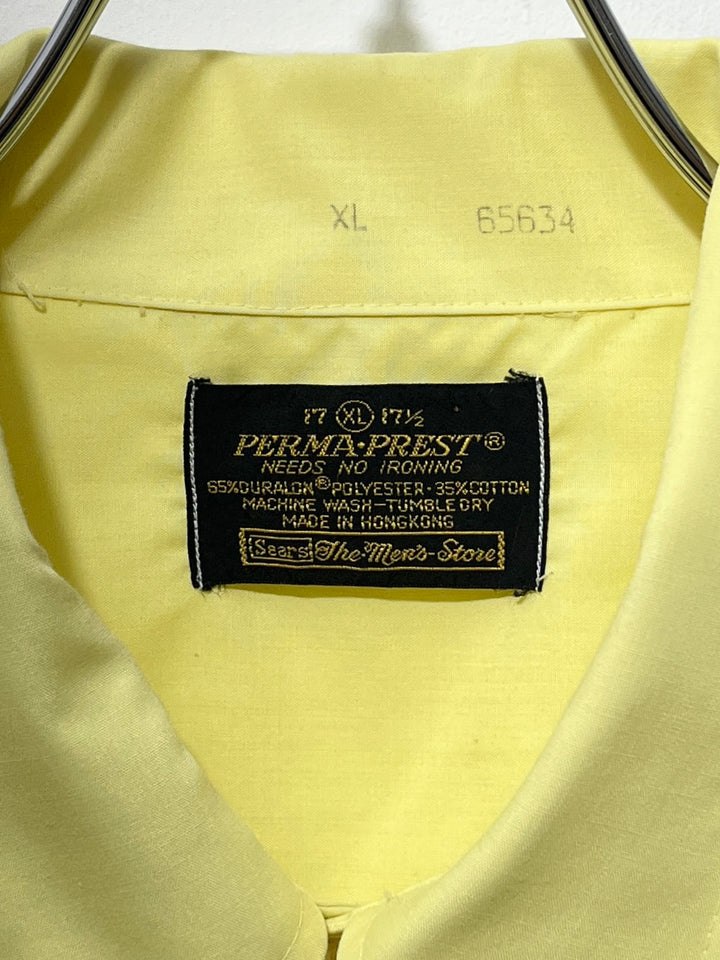 XL 65634
17 XL 17½
PERMA·PREST®
NEEDS NO IRONING
65% DURALON® POLYESTER · 35% COTTON
MACHINE WASH—TUMBLE DRY
MADE IN HONGKONG
Sears The Men's Store